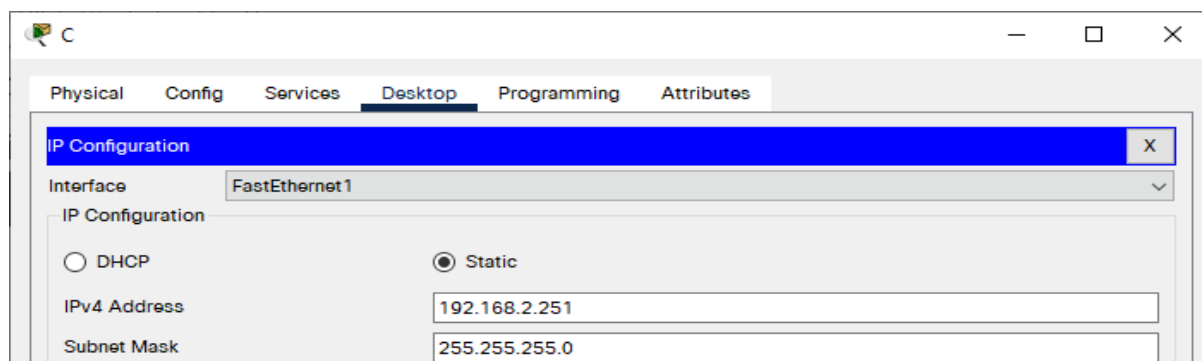 C
Physical Config Services Desktop Programming Attributes
IP Configuration X
Interface FastEthernet1
IP Configuration
DHCP Static
IPv4 Address 192.168.2.251
Subnet Mask 255.255.255.0